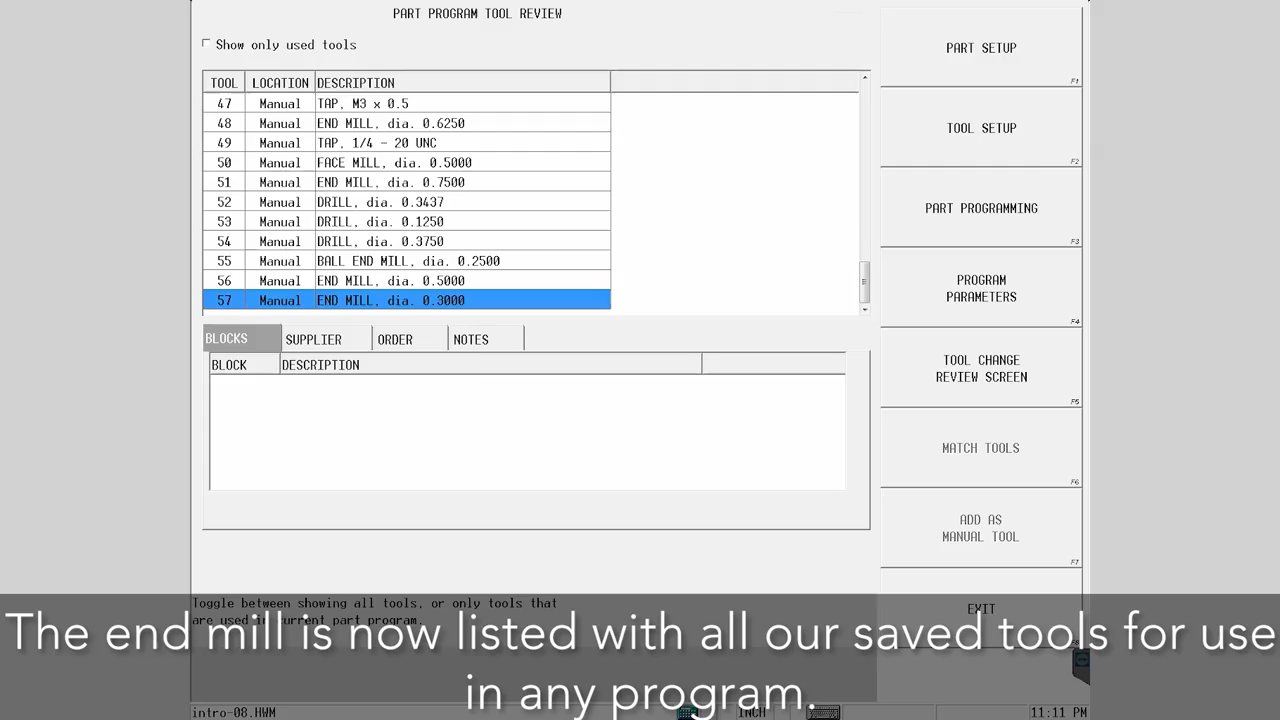 PART PROGRAM TOOL REVIEW
Show only used tools
TOOL LOCATION DESCRIPTION
47 Manual TAP, M3 x 0.5
48 Manual END MILL, dia. 0.6250
49 Manual TAP, 1/4 - 20 UNC
50 Manual FACE MILL, dia. 0.5000
51 Manual END MILL, dia. 0.7500
52 Manual DRILL, dia. 0.3437
53 Manual DRILL, dia. 0.1250
54 Manual DRILL, dia. 0.3750
55 Manual BALL END MILL, dia. 0.2500
56 Manual END MILL, dia. 0.5000
57 Manual END MILL, dia. 0.3000
BLOCKS SUPPLIER ORDER NOTES
BLOCK DESCRIPTION
PART SETUP
F1
TOOL SETUP
F2
PART PROGRAMMING
F3
PROGRAM
PARAMETERS
F4
TOOL CHANGE
REVIEW SCREEN
F5
MATCH TOOLS
F6
ADD AS
MANUAL TOOL
F7
EXIT
Toggle between showing all tools, or only tools that
are used in current part program.
The end mill is now listed with all our saved tools for use
in any program.
intro-08.HWM INCH 11:11 PM